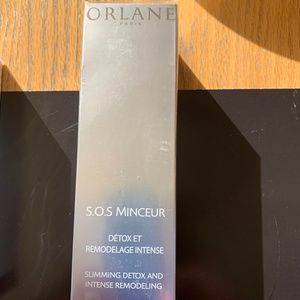 ORLANE
PARIS
S.O.S MINCEUR
DÉTOX ET
REMODELAGE INTENSE
SLIMMING DETOX AND
INTENSE REMODELING